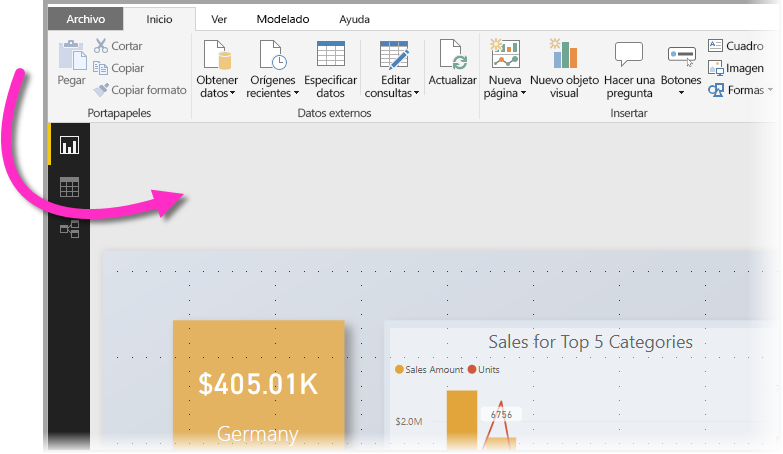 Archivo Inicio Ver Modelado Ayuda
Pegar
Cortar
Copiar
Copiar formato
Portapapeles
Obtener datos
Orígenes recientes
Especificar datos
Editar consultas
Actualizar
Datos externos
Nueva página
Nuevo objeto visual
Hacer una pregunta
Botones
Cuadro
Imagen
Formas
Insertar
$405.01K
Germany
Sales for Top 5 Categories
Sales Amount Units
6756
$2.0M